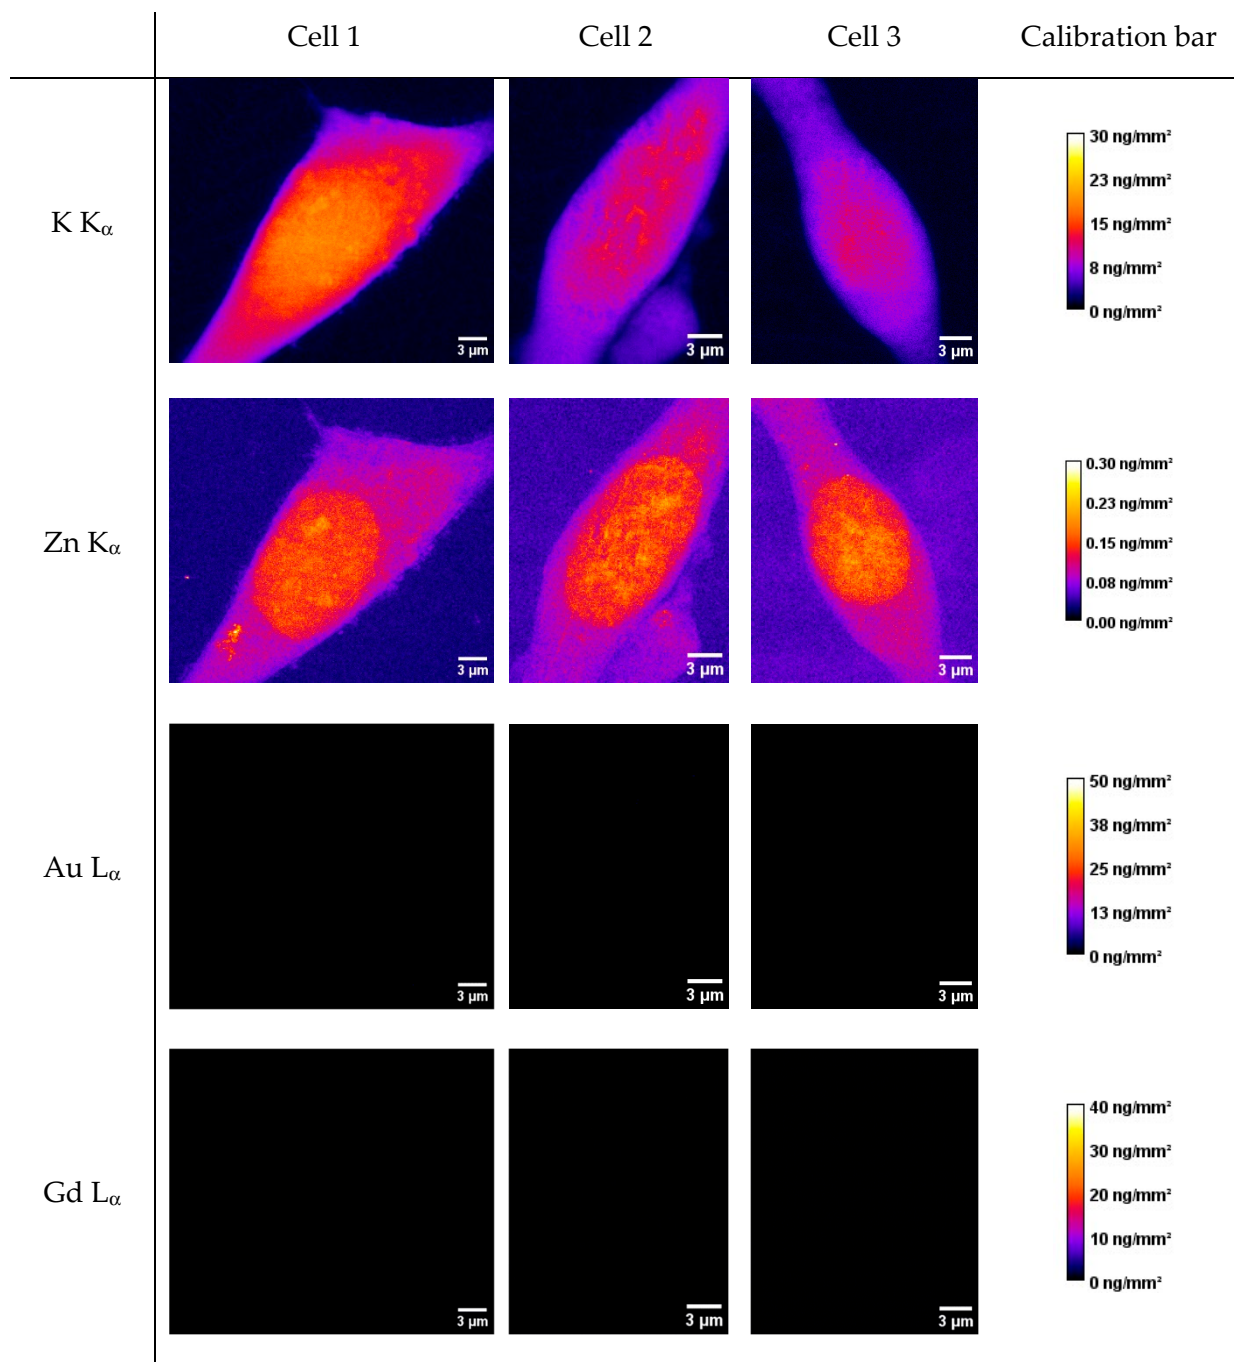 Cell 1 Cell 2 Cell 3 Calibration bar
K Kα
3 µm 3 µm 3 µm
30 ng/mm²
23 ng/mm²
15 ng/mm²
8 ng/mm²
0 ng/mm²
Zn Kα
3 µm 3 µm 3 µm
0.30 ng/mm²
0.23 ng/mm²
0.15 ng/mm²
0.08 ng/mm²
0.00 ng/mm²
Au Lα
3 µm 3 µm 3 µm
50 ng/mm²
38 ng/mm²
25 ng/mm²
13 ng/mm²
0 ng/mm²
Gd Lα
3 µm 3 µm 3 µm
40 ng/mm²
30 ng/mm²
20 ng/mm²
10 ng/mm²
0 ng/mm²